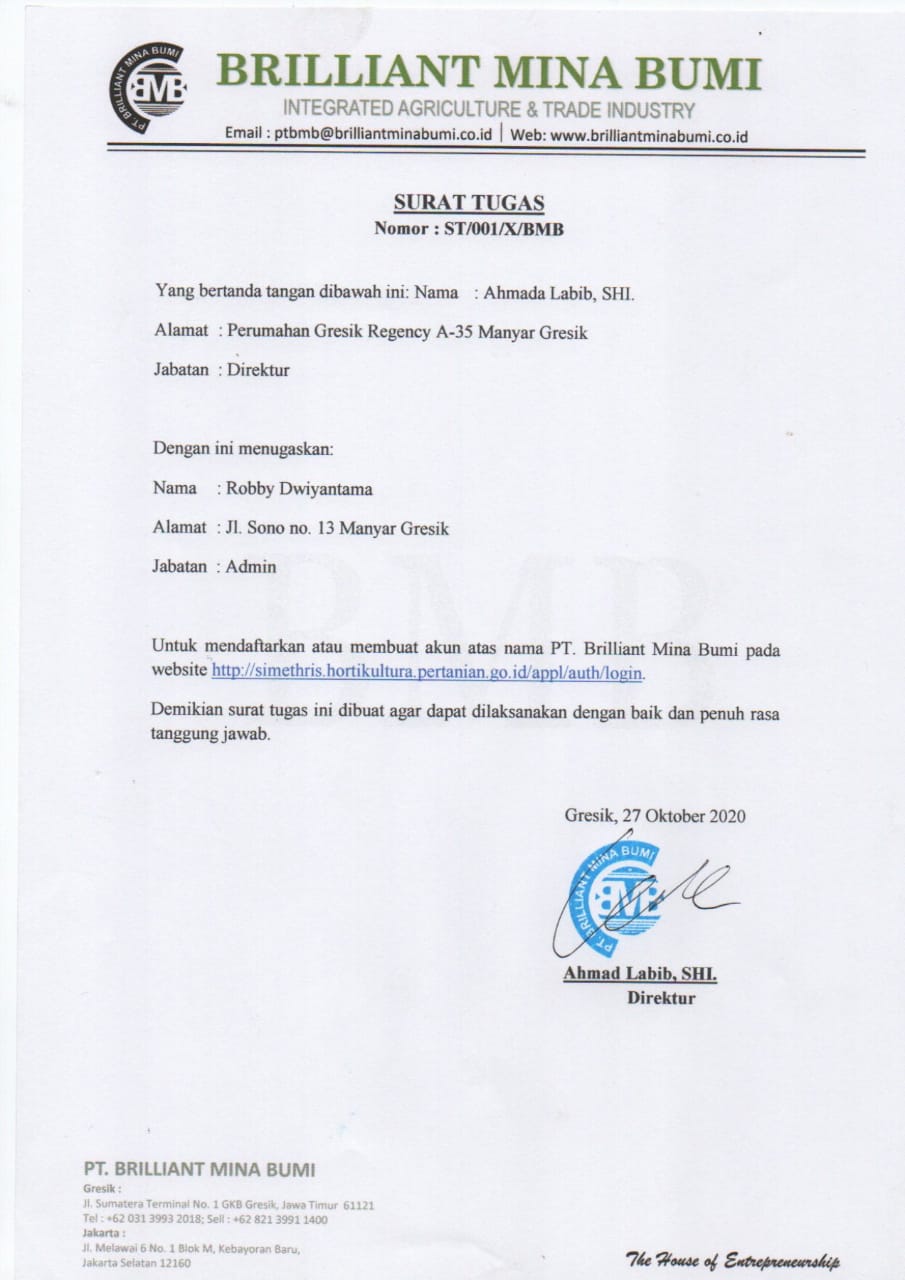 PT. BRILLIANT MINA BUMI
BMB
BRILLIANT MINA BUMI
INTEGRATED AGRICULTURE & TRADE INDUSTRY
Email : ptbmb@brilliantminabumi.co.id | Web: www.brilliantminabumi.co.id
SURAT TUGAS
Nomor : ST/001/X/BMB
Yang bertanda tangan dibawah ini: Nama : Ahmada Labib, SHI.
Alamat : Perumahan Gresik Regency A-35 Manyar Gresik
Jabatan : Direktur
Dengan ini menugaskan:
Nama : Robby Dwiyantama
Alamat : Jl. Sono no. 13 Manyar Gresik
Jabatan : Admin
BMB
Untuk mendaftarkan atau membuat akun atas nama PT. Brilliant Mina Bumi pada
website http://simethris.hortikultura.pertanian.go.id/appl/auth/login.
Demikian surat tugas ini dibuat agar dapat dilaksanakan dengan baik dan penuh rasa
tanggung jawab.
Gresik, 27 Oktober 2020
PT. BRILLIANT MINA BUMI
BMB
Ahmad Labib, SHI.
Direktur
PT. BRILLIANT MINA BUMI
Gresik :
Jl. Sumatera Terminal No. 1 GKB Gresik, Jawa Timur 61121
Tel : +62 031 3993 2018; Sell : +62 821 3991 1400
Jakarta :
Jl. Melawai 6 No. 1 Blok M, Kebayoran Baru,
Jakarta Selatan 12160
The House of Entrepreneurship